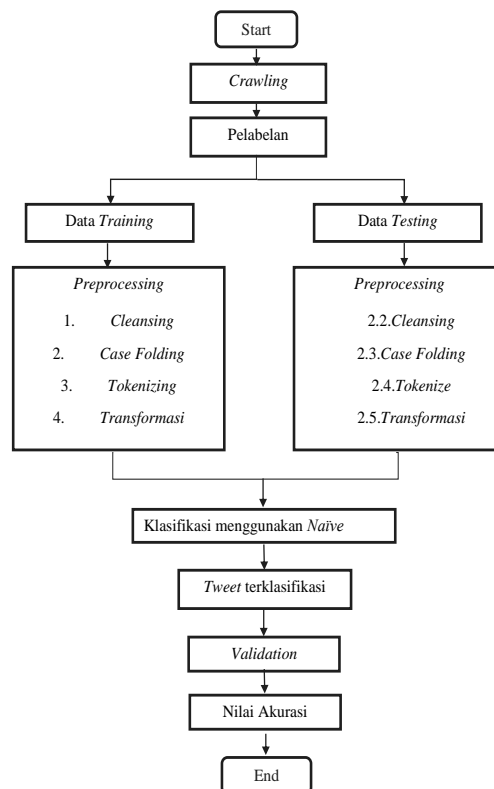 Start
Crawling
Pelabelan
Data Training
Data Testing
Preprocessing
1. Cleansing
2. Case Folding
3. Tokenizing
4. Transformasi
Preprocessing
2.2.Cleansing
2.3.Case Folding
2.4.Tokenize
2.5.Transformasi
Klasifikasi menggunakan Naïve
Tweet terklasifikasi
Validation
Nilai Akurasi
End